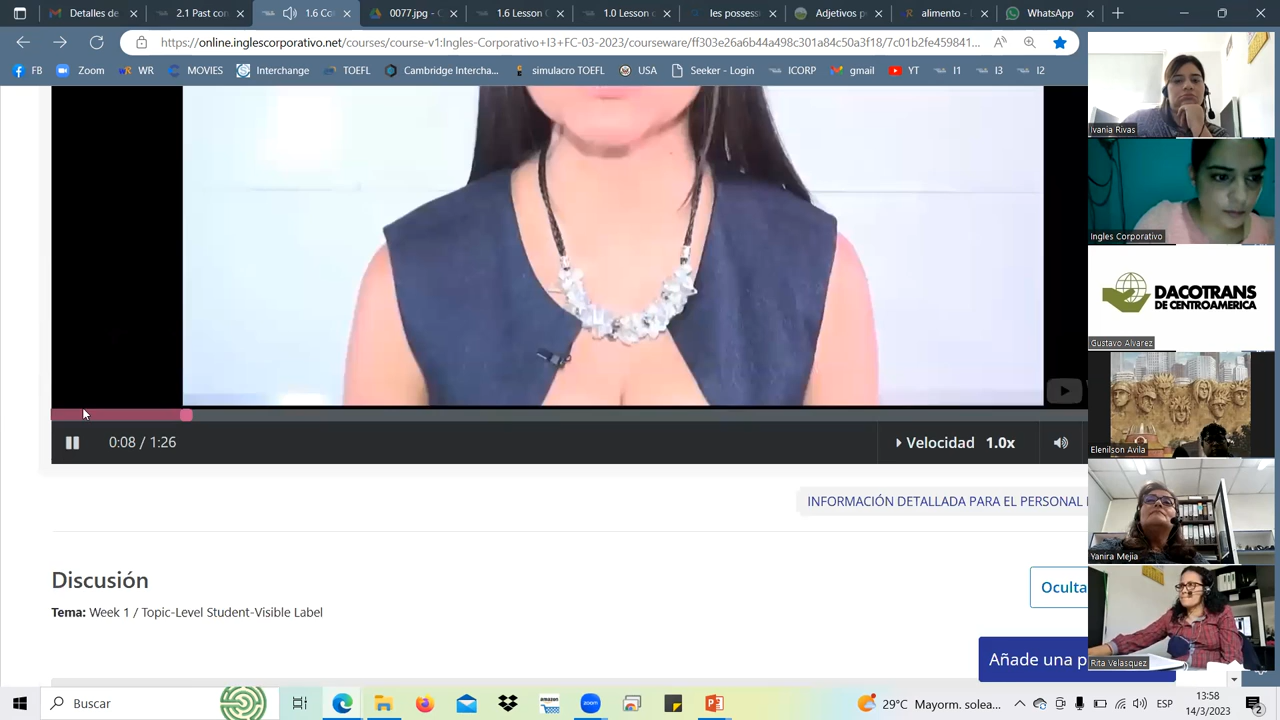 Detalles de
2.1 Past con
1.6 Co
0077.jpg - G
1.6 Lesson
1.0 Lesson
les possess
Adjetivos p
alimento -
WhatsApp
https://online.inglescorporativo.net/courses/course-v1:Ingles-Corporativo+I3+FC-03-2023/courseware/ff303e26a6b44a498c301a84c50a3f18/7c01b2fe459841...
FB
Zoom
WR
MOVIES
Interchange
TOEFL
Cambridge Intercha...
simulacro TOEFL
USA
Seeker - Login
ICORP
gmail
YT
I1
I3
I2
Ivania Rivas
Ingles Corporativo
DACOTRANS
DE CENTROAMERICA
Gustavo Alvarez
Elenilson Avila
Yanira Mejia
Rita Velasquez
0:08 / 1:26
Velocidad 1.0x
INFORMACIÓN DETALLADA PARA EL PERSONAL
Discusión
Oculta
Tema: Week 1 / Topic-Level Student-Visible Label
Añade una p
Buscar
29°C Mayorm. solea...
ESP
13:58
14/3/2023
2